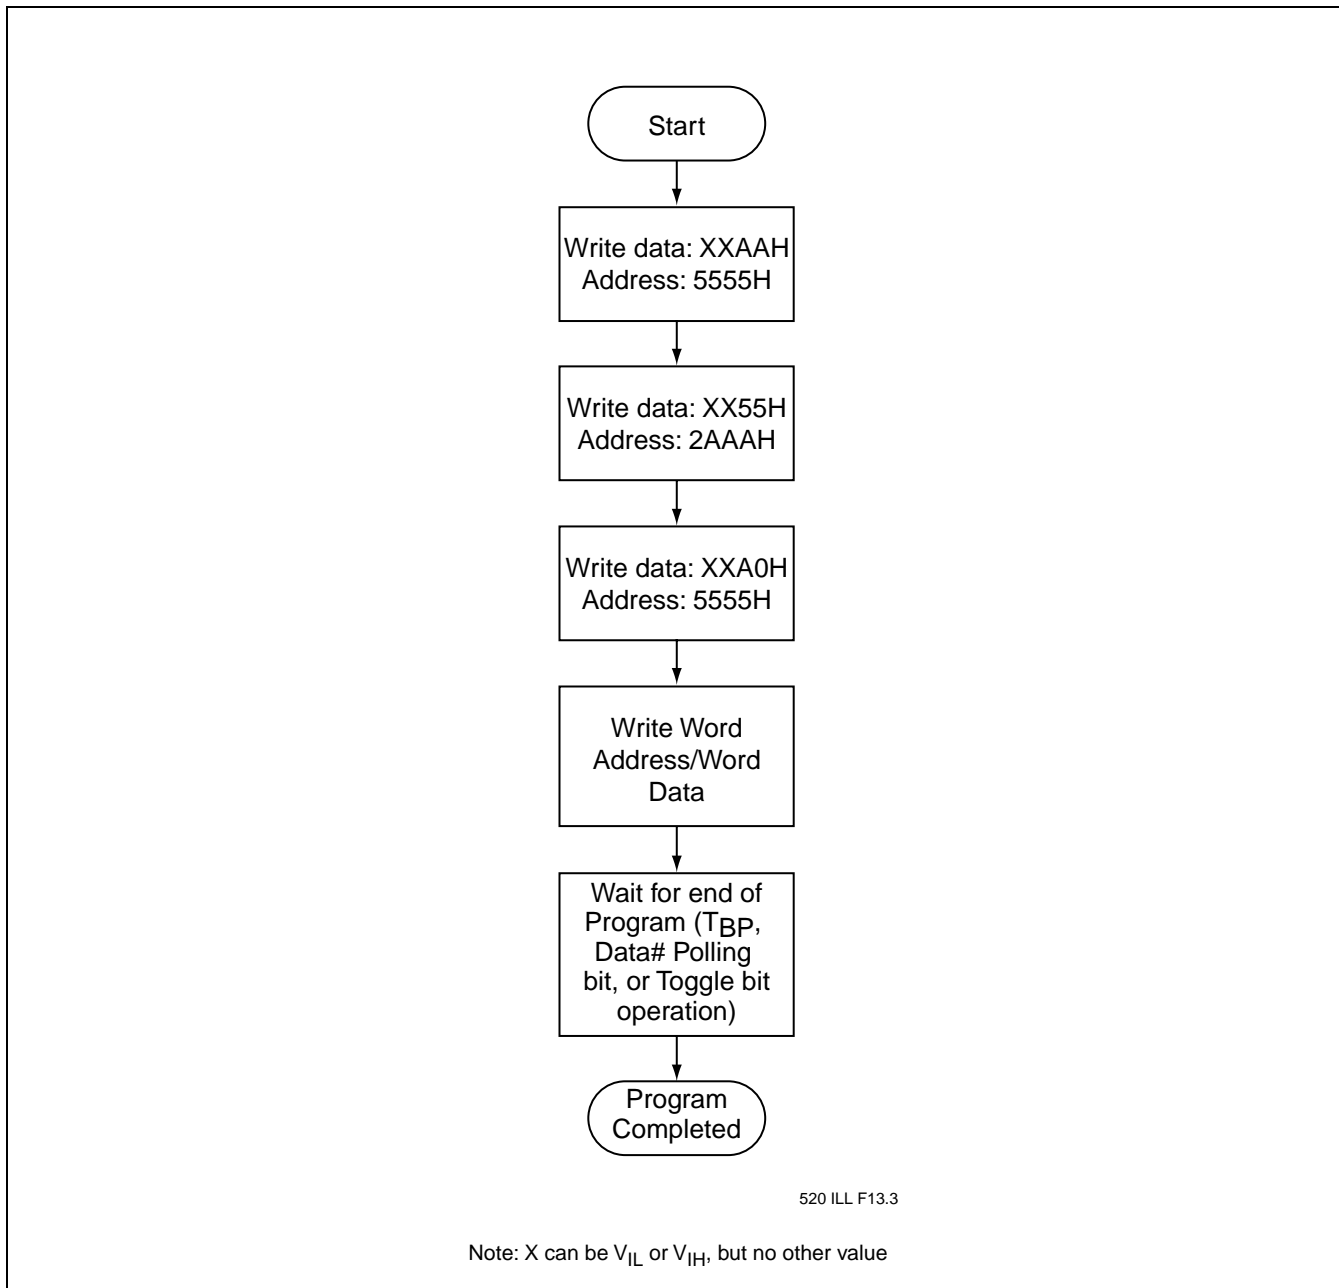 Start
Write data: XXAAH
Address: 5555H
Write data: XX55H
Address: 2AAAH
Write data: XXA0H
Address: 5555H
Write Word
Address/Word
Data
Wait for end of
Program (TBP,
Data# Polling
bit, or Toggle bit
operation)
Program
Completed
520 ILL F13.3
Note: X can be VIL or VIH, but no other value